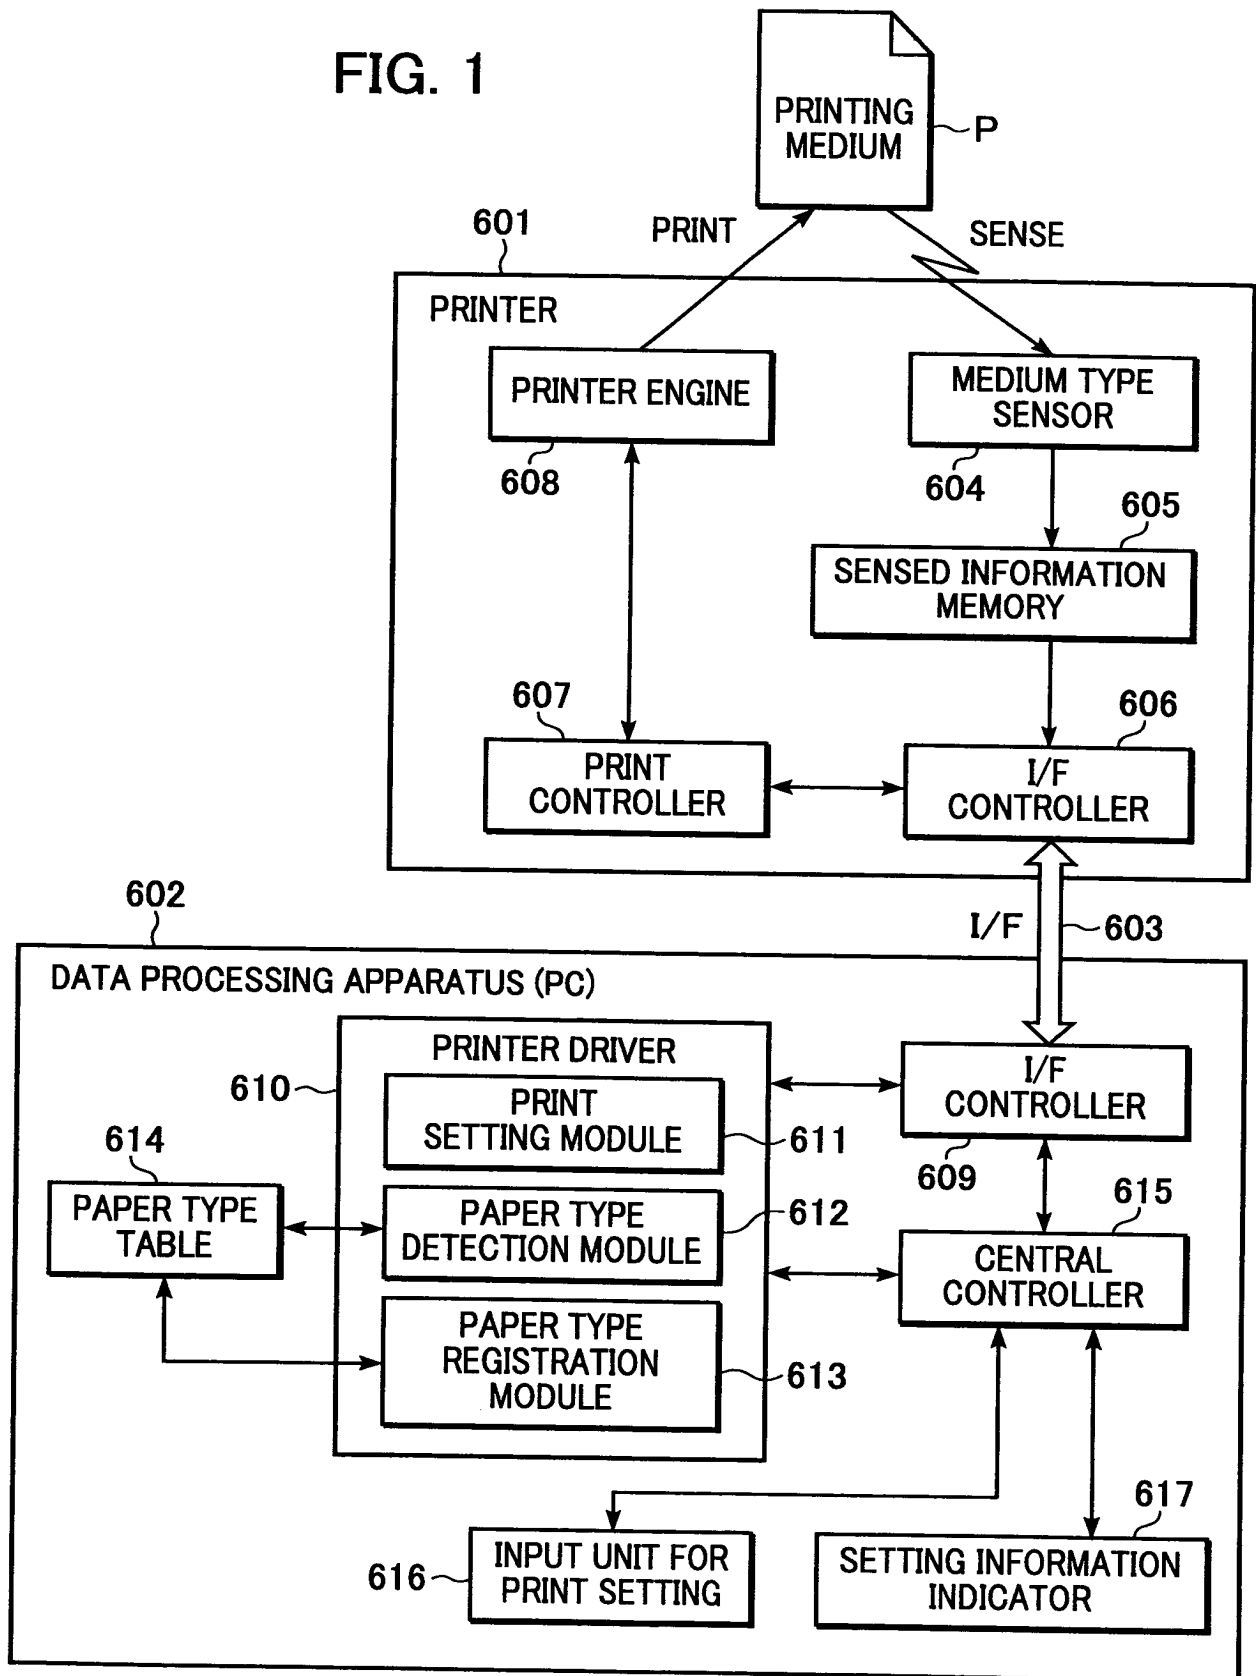 FIG. 1
PRINTING
MEDIUM
P
PRINT
SENSE
601
PRINTER
PRINTER ENGINE
608
MEDIUM TYPE
SENSOR
604
605
SENSED INFORMATION
MEMORY
607
PRINT
CONTROLLER
606
I/F
CONTROLLER
I/F
603
602
DATA PROCESSING APPARATUS (PC)
PRINTER DRIVER
610
PRINT
SETTING MODULE
611
I/F
CONTROLLER
609
614
PAPER TYPE
TABLE
PAPER TYPE
DETECTION MODULE
612
615
CENTRAL
CONTROLLER
PAPER TYPE
REGISTRATION
MODULE
613
616
INPUT UNIT FOR
PRINT SETTING
617
SETTING INFORMATION
INDICATOR